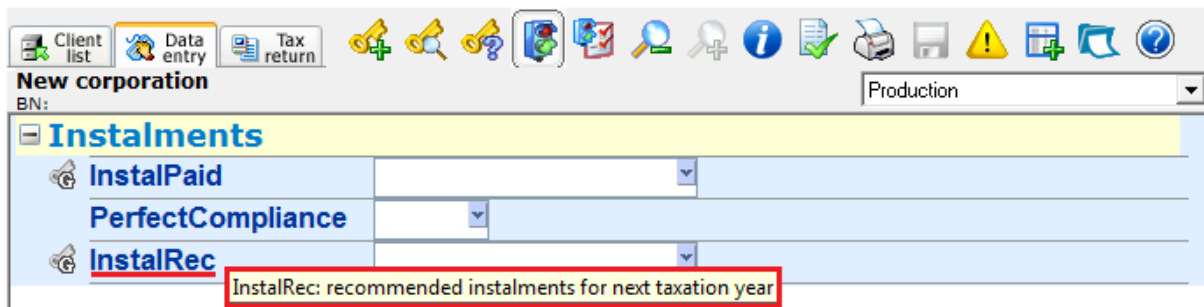 Client list
Data entry
Tax return
New corporation
Production
BN:
Instalments
InstalPaid
PerfectCompliance
InstalRec
InstalRec: recommended instalments for next taxation year